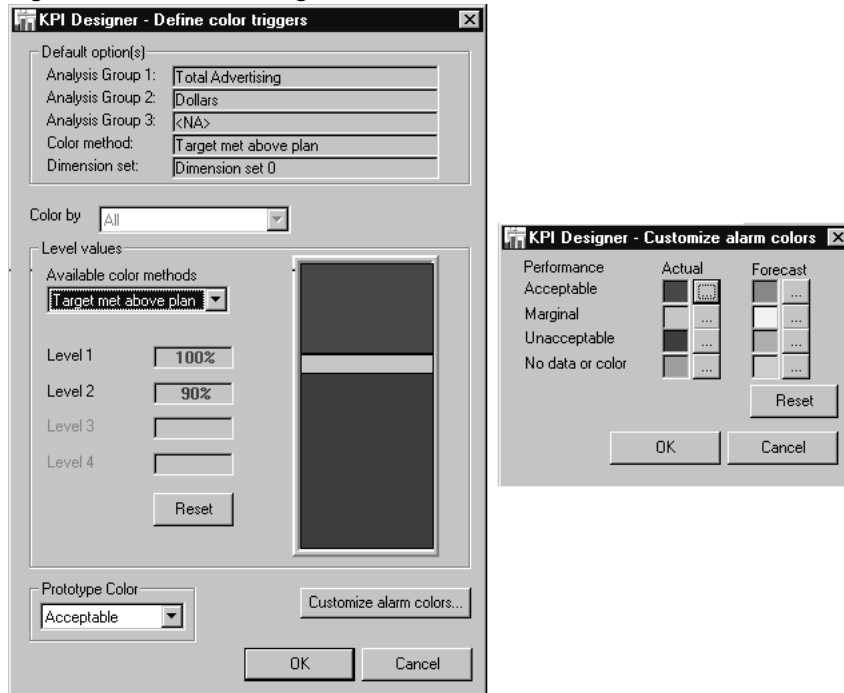 KPI Designer - Define color triggers
Default option(s)
Analysis Group 1: Total Advertising
Analysis Group 2: Dollars
Analysis Group 3: <NA>
Color method: Target met above plan
Dimension set: Dimension set 0
Color by All
Level values
Available color methods
Target met above plan
Level 1 100%
Level 2 90%
Level 3
Level 4
Reset
Prototype Color
Acceptable
Customize alarm colors...
OK Cancel
KPI Designer - Customize alarm colors
Performance Actual Forecast
Acceptable ... ...
Marginal ... ...
Unacceptable ... ...
No data or color ... ...
Reset
OK Cancel